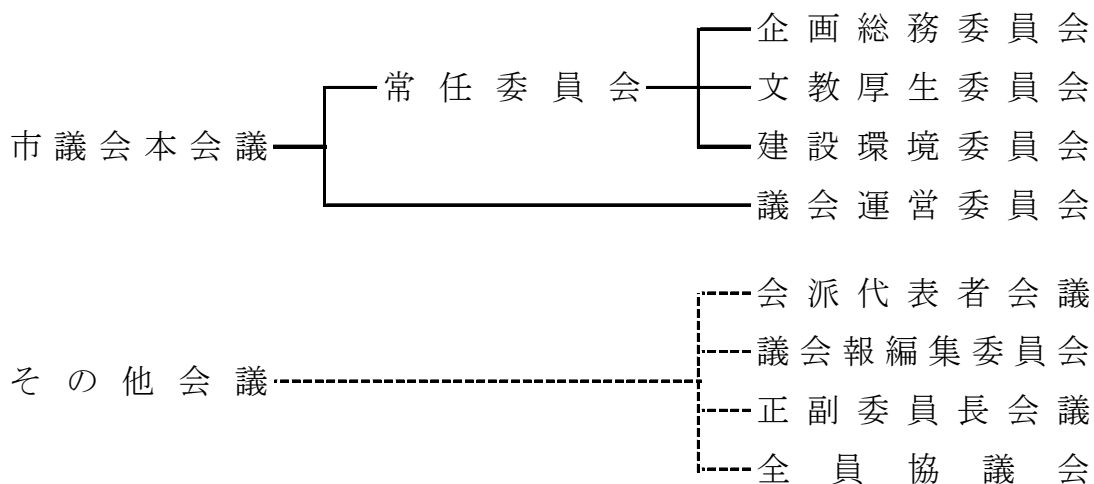 企画総務委員会
常任委員会
文教厚生委員会
市議会本会議
建設環境委員会
議会運営委員会
会派代表者会議
議会報編集委員会
その他会議
正副委員長会議
全員協議会